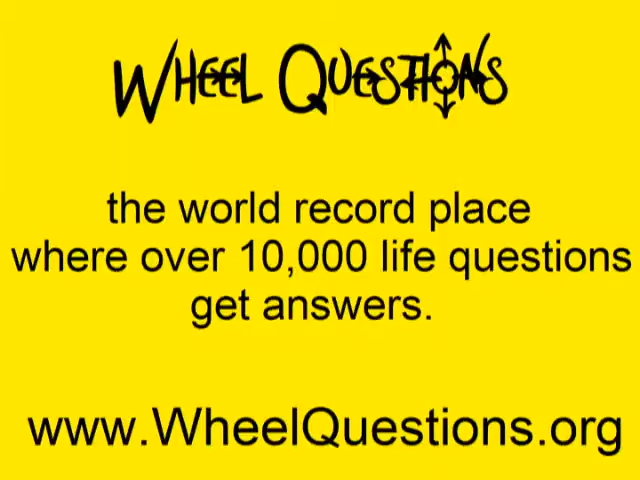 Wheel Questions
the world record place
where over 10,000 life questions
get answers.
www.WheelQuestions.org